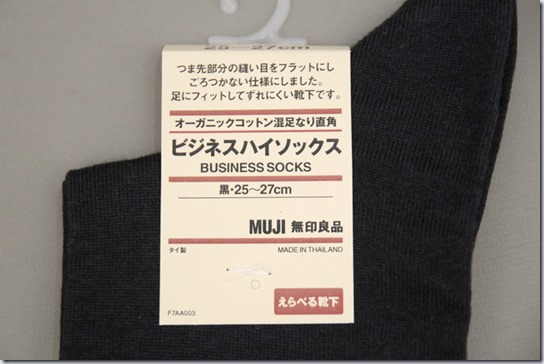 25〜27cm
つま先部分の縫い目をフラットにし
ごろつかない仕様にしました。
足にフィットしてずれにくい靴下です。
オーガニックコットン混足なり直角
ビジネスハイソックス
BUSINESS SOCKS
黒・25〜27cm
MUJI 無印良品
タイ製 MADE IN THAILAND
えらべる靴下
F7AA003